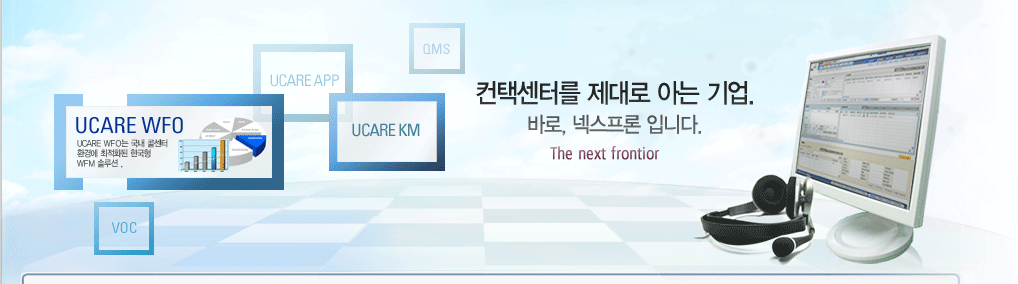 QMS
UCARE APP
컨택센터를 제대로 아는 기업.
UCARE WFO
UCARE WFO는 국내 콜센터
환경에 최적화된 한국형
WFM 솔루션 .
UCARE KM
바로, 넥스프론 입니다.
The next frontior
VOC